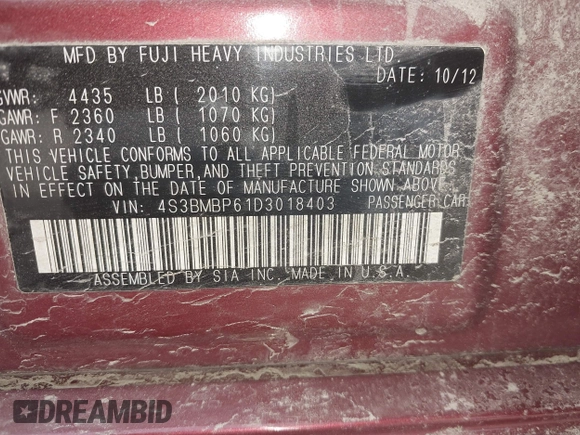 MFD BY FUJI HEAVY INDUSTRIES LTD.
DATE: 10/12
GVWR: 4435 LB ( 2010 KG)
GAWR: F 2360 LB ( 1070 KG)
GAWR: R 2340 LB ( 1060 KG)
THIS VEHICLE CONFORMS TO ALL APPLICABLE FEDERAL MOTOR
VEHICLE SAFETY, BUMPER, AND THEFT PREVENTION STANDARDS
IN EFFECT ON THE DATE OF MANUFACTURE SHOWN ABOVE.
VIN: 4S3BMBP61D3018403 PASSENGER CAR
ASSEMBLED BY SIA INC. MADE IN U.S.A.
DREAMBID